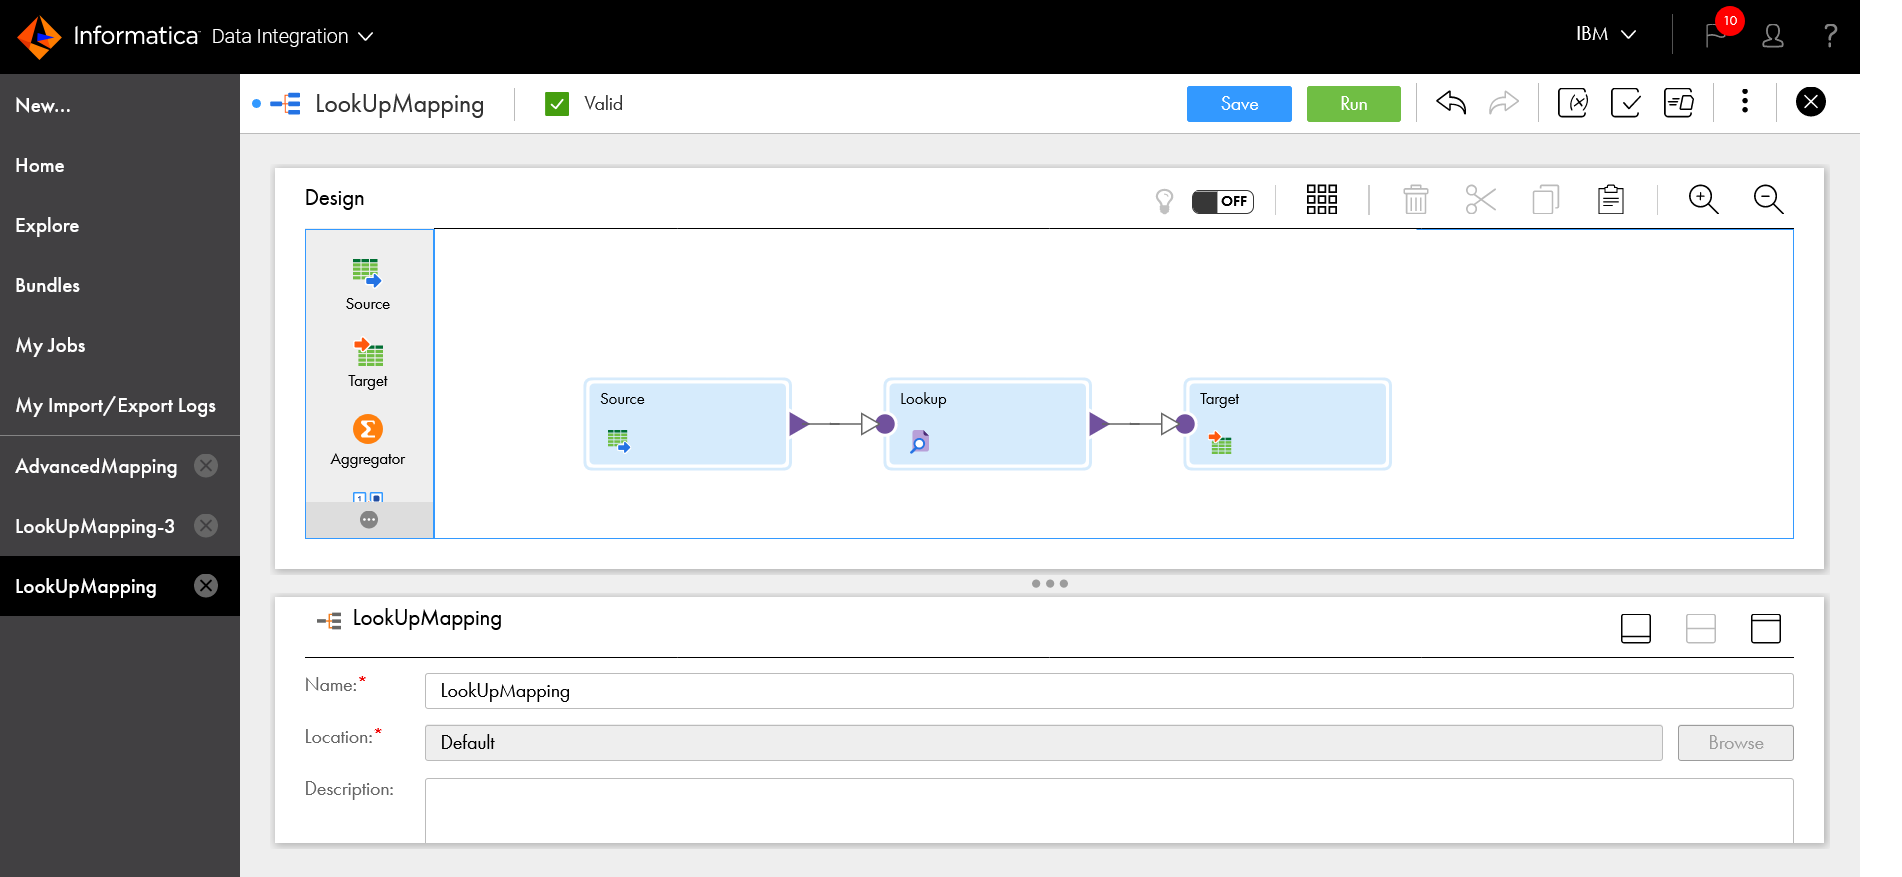 Informatica Data Integration
IBM
10
?
New...
Home
Explore
Bundles
My Jobs
My Import/Export Logs
AdvancedMapping
LookUpMapping-3
LookUpMapping
LookUpMapping
Valid
Save
Run
Design
OFF
Source
Target
Aggregator
1
Source
Lookup
Target
LookUpMapping
Name:*
LookUpMapping
Location:*
Default
Browse
Description: